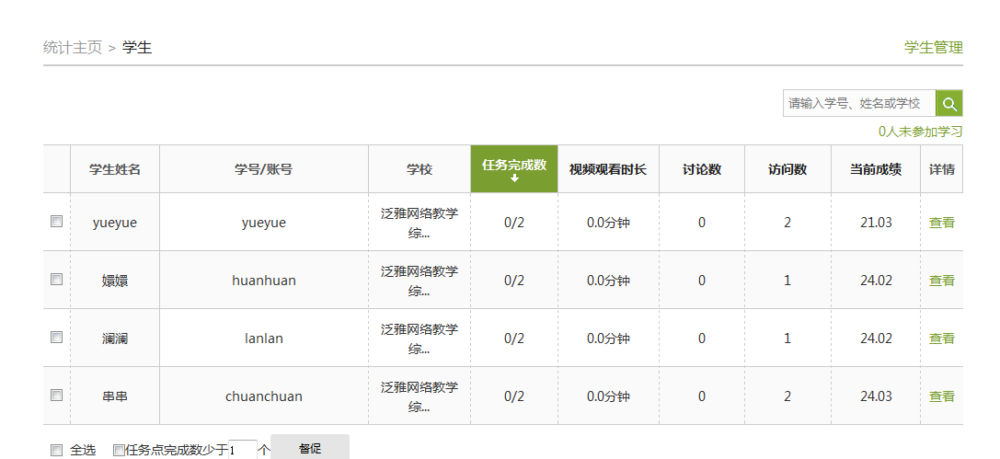 统计主页 > 学生
学生管理
请输入学号、姓名或学校
0人未参加学习
学生姓名 学号/账号 学校 任务完成数 视频观看时长 讨论数 访问数 当前成绩 详情
yueyue yueyue 泛雅网络教学 0/2 0.0分钟 0 2 21.03 查看
综...
嬛嬛 huanhuan 泛雅网络教学 0/2 0.0分钟 0 1 24.02 查看
综...
澜澜 lanlan 泛雅网络教学 0/2 0.0分钟 0 1 24.02 查看
综...
串串 chuanchuan 泛雅网络教学 0/2 0.0分钟 0 2 24.03 查看
综...
全选 任务点完成数少于1个 督促